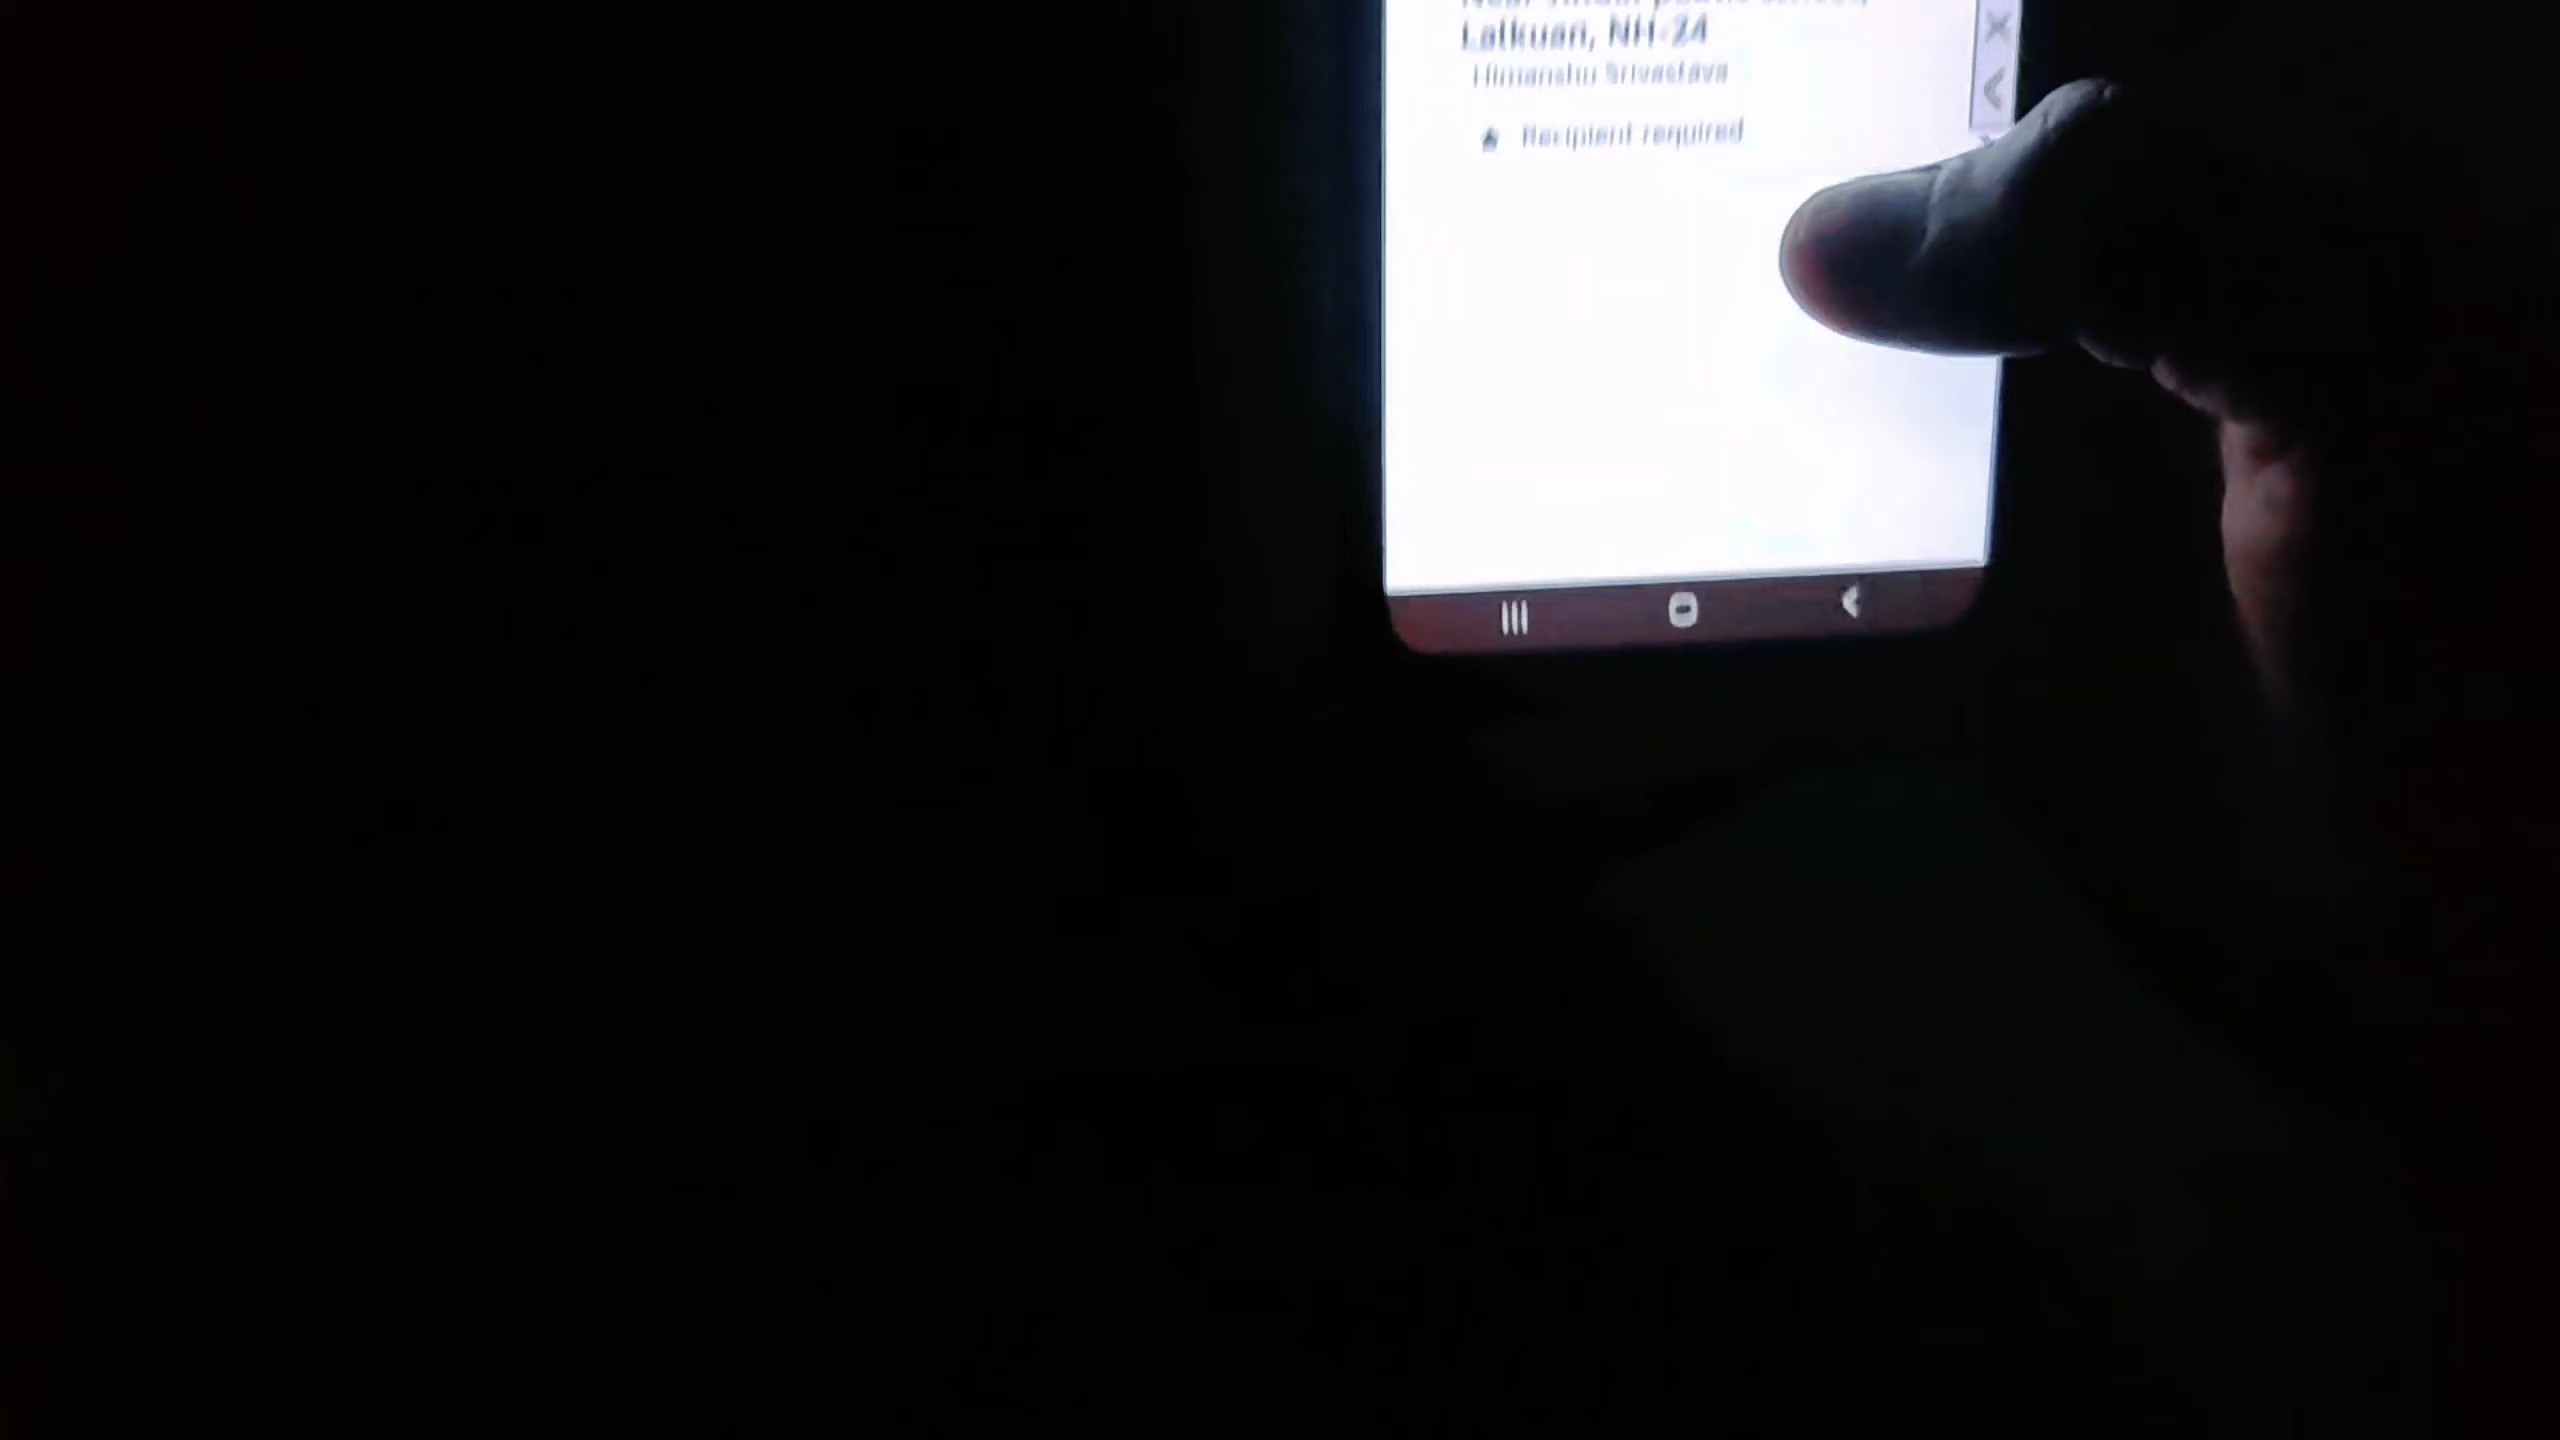 Lalkuan, NH-24
Himanshu Srivastava
Recipient required